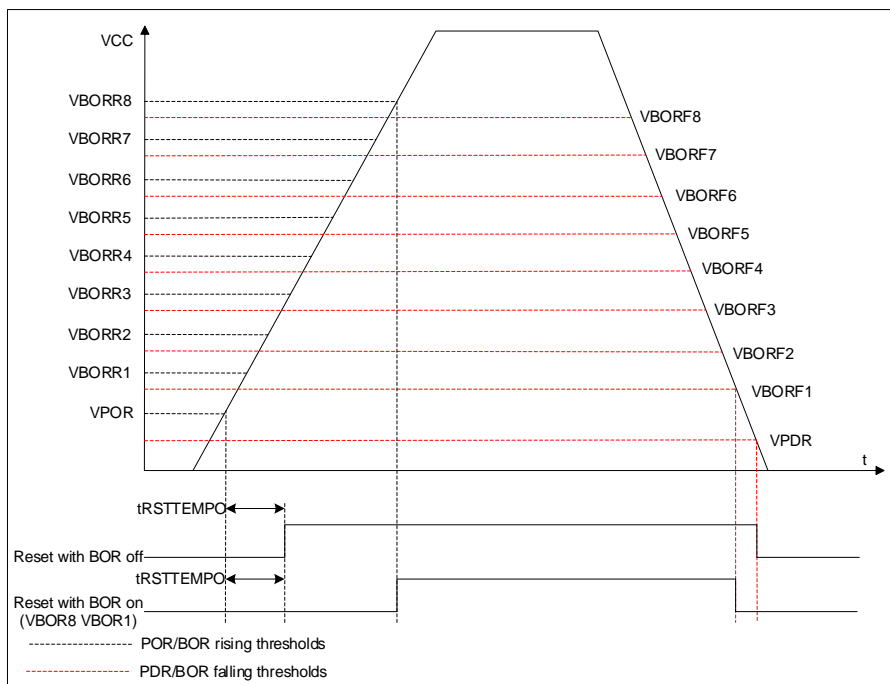 VCC
VBORR8
VBORF8
VBORR7
VBORF7
VBORR6
VBORF6
VBORR5
VBORF5
VBORR4
VBORF4
VBORR3
VBORF3
VBORR2
VBORF2
VBORR1
VBORF1
VPOR
VPDR
t
tRSTTEMPO
Reset with BOR off
tRSTTEMPO
Reset with BOR on
(VBOR8 VBOR1)
POR/BOR rising thresholds
PDR/BOR falling thresholds